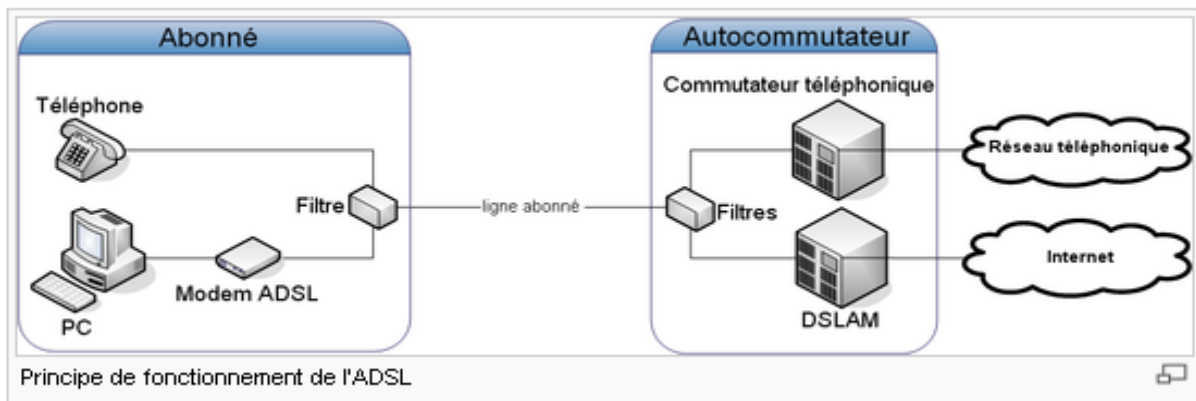 Abonné
Autocommutateur
Commutateur téléphonique
Téléphone
Réseau téléphonique
Filtre
ligne abonné
Filtres
Internet
Modem ADSL
PC
DSLAM
Principe de fonctionnement de l'ADSL